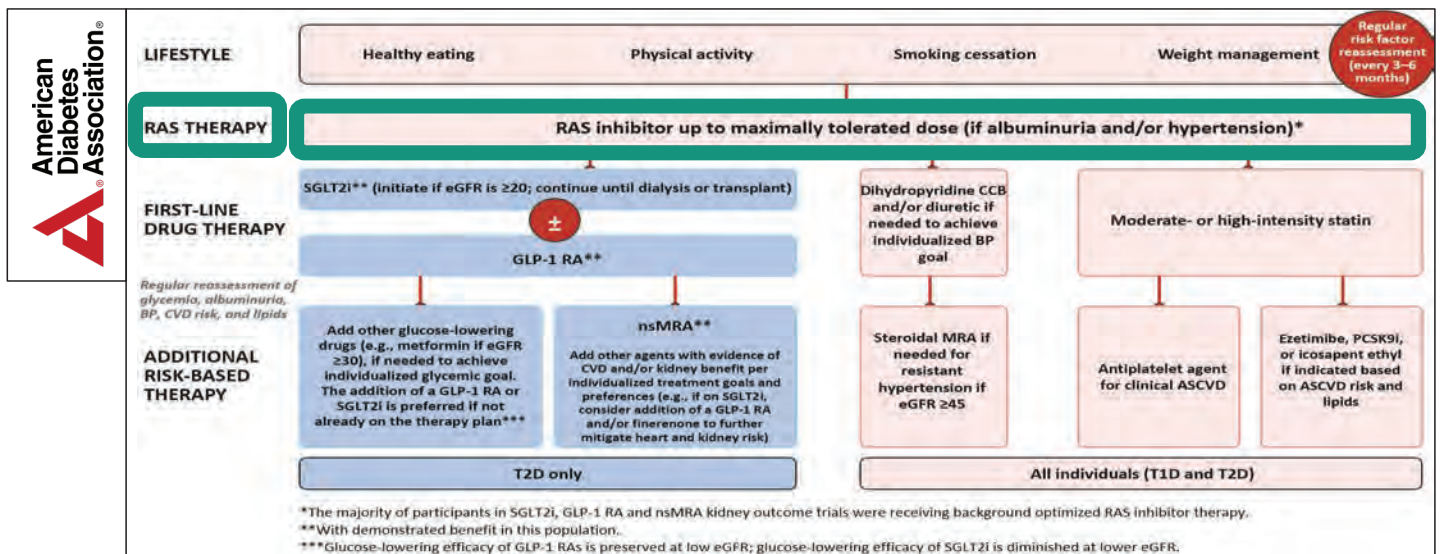 American
Diabetes
Association®
LIFESTYLE
Healthy eating
Physical activity
Smoking cessation
Weight management
Regular
risk factor
reassessment
(every 3–6
months)
RAS THERAPY
RAS inhibitor up to maximally tolerated dose (if albuminuria and/or hypertension)*
FIRST-LINE
DRUG THERAPY
SGLT2i** (initiate if eGFR is ≥20; continue until dialysis or transplant)
±
GLP-1 RA**
Dihydropyridine CCB
and/or diuretic if
needed to achieve
individualized BP
goal
Moderate- or high-intensity statin
Regular reassessment of
glycemia, albuminuria,
BP, CVD risk, and lipids
ADDITIONAL
RISK-BASED
THERAPY
Add other glucose-lowering
drugs (e.g., metformin if eGFR
≥30), if needed to achieve
individualized glycemic goal.
The addition of a GLP-1 RA or
SGLT2i is preferred if not
already on the therapy plan***
nsMRA**
Add other agents with evidence of
CVD and/or kidney benefit per
individualized treatment goals and
preferences (e.g., if on SGLT2i,
consider addition of a GLP-1 RA
and/or finerenone to further
mitigate heart and kidney risk)
Steroidal MRA if
needed for
resistant
hypertension if
eGFR ≥45
Antiplatelet agent
for clinical ASCVD
Ezetimibe, PCSK9i,
or icosapent ethyl
if indicated based
on ASCVD risk and
lipids
T2D only
All individuals (T1D and T2D)
*The majority of participants in SGLT2i, GLP-1 RA and nsMRA kidney outcome trials were receiving background optimized RAS inhibitor therapy.
**With demonstrated benefit in this population.
***Glucose-lowering efficacy of GLP-1 RAs is preserved at low eGFR; glucose-lowering efficacy of SGLT2i is diminished at lower eGFR.